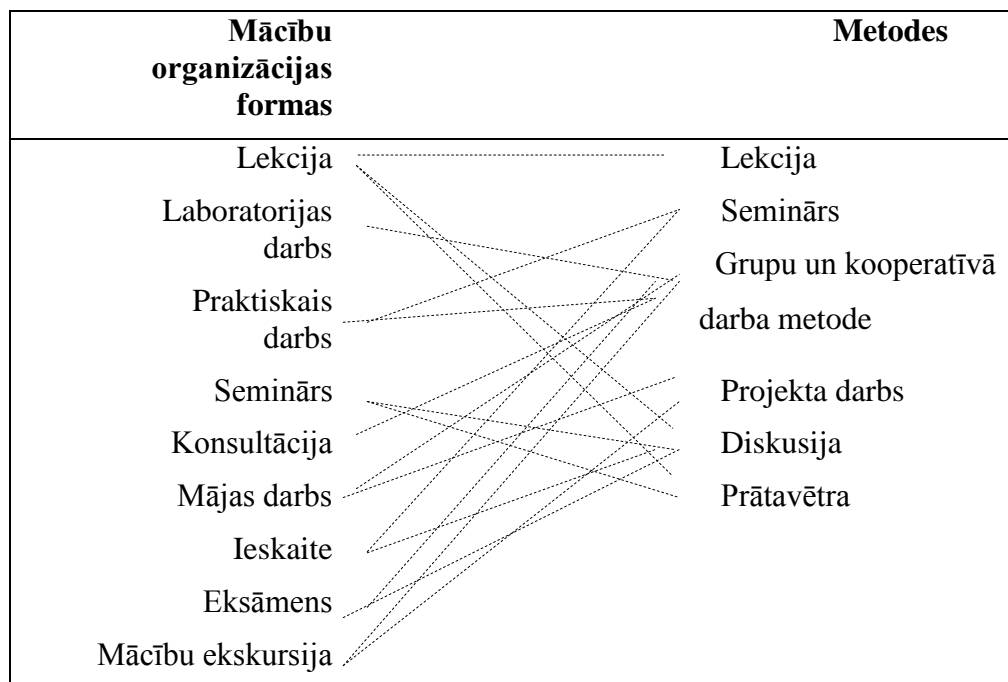 Mācību
organizācijas
formas
Metodes
Lekcija
Laboratorijas
darbs
Praktiskais
darbs
Seminārs
Konsultācija
Mājas darbs
Ieskaite
Eksāmens
Mācību ekskursija
Lekcija
Seminārs
Grupu un kooperatīvā
darba metode
Projekta darbs
Diskusija
Prātavētra